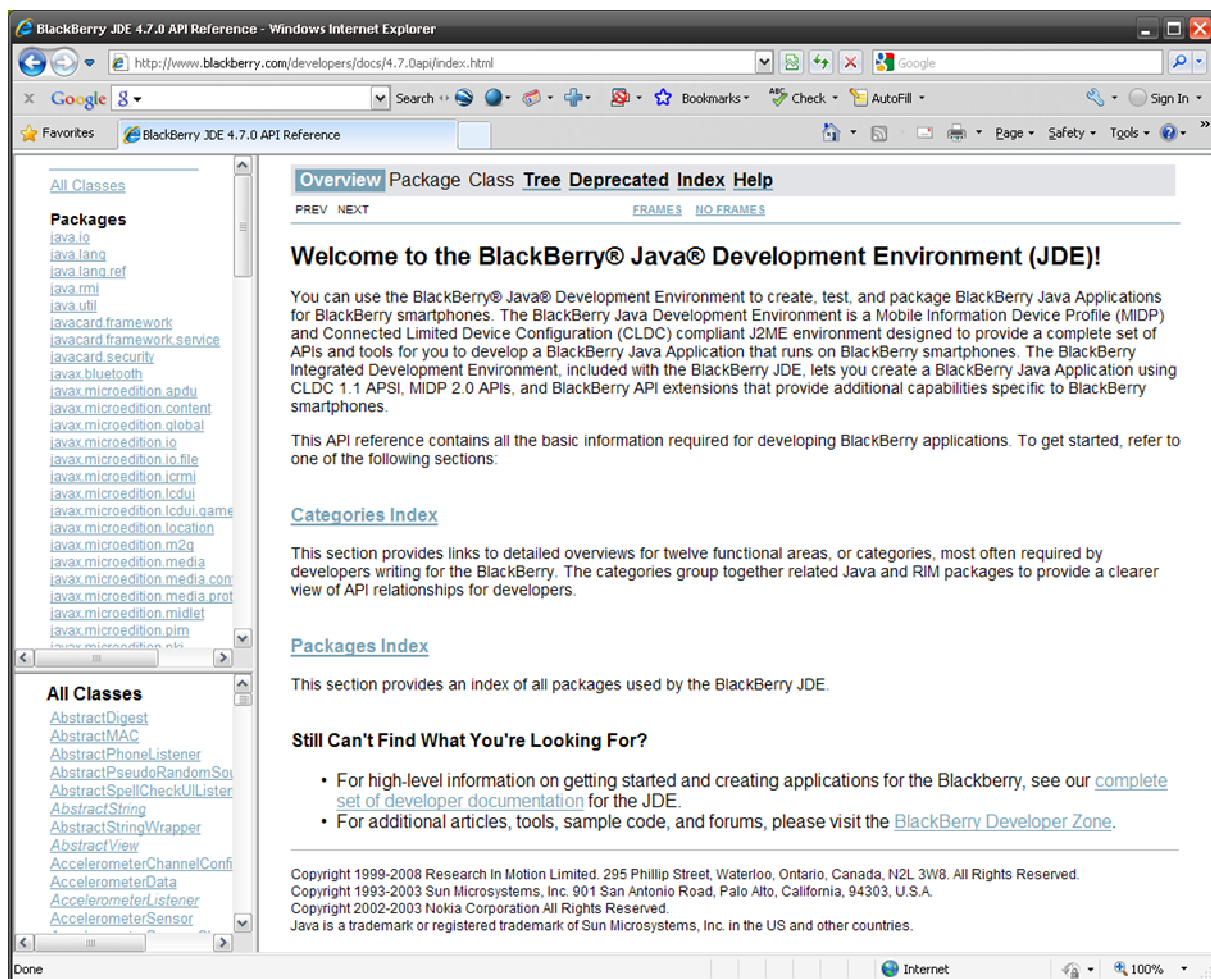 BlackBerry JDE 4.7.0 API Reference - Windows Internet Explorer
http://www.blackberry.com/developers/docs/4.7.0api/index.html
Google
Google
Search
Bookmarks
Check
AutoFill
Sign In
Favorites
BlackBerry JDE 4.7.0 API Reference
Page
Safety
Tools
All Classes
Packages
java.io
java.lang
java.lang.ref
java.rmi
java.util
javacard.framework
javacard.framework.service
javacard.security
javax.bluetooth
javax.microedition.apdu
javax.microedition.content
javax.microedition.global
javax.microedition.io
javax.microedition.io.file
javax.microedition.jcrmi
javax.microedition.lcdui
javax.microedition.lcdui.game
javax.microedition.location
javax.microedition.m2g
javax.microedition.media
javax.microedition.media.con
javax.microedition.media.prot
javax.microedition.midlet
javax.microedition.pim
javax.microedition.pki
All Classes
AbstractDigest
AbstractMAC
AbstractPhoneListener
AbstractPseudoRandomSou
AbstractSpellCheckUIListen
AbstractString
AbstractStringWrapper
AbstractView
AccelerometerChannelConfi
AccelerometerData
AccelerometerListener
AccelerometerSensor
Overview Package Class Tree Deprecated Index Help
PREV NEXT FRAMES NO FRAMES
Welcome to the BlackBerry® Java® Development Environment (JDE)!
You can use the BlackBerry® Java® Development Environment to create, test, and package BlackBerry Java Applications
for BlackBerry smartphones. The BlackBerry Java Development Environment is a Mobile Information Device Profile (MIDP)
and Connected Limited Device Configuration (CLDC) compliant J2ME environment designed to provide a complete set of
APIs and tools for you to develop a BlackBerry Java Application that runs on BlackBerry smartphones. The BlackBerry
Integrated Development Environment, included with the BlackBerry JDE, lets you create a BlackBerry Java Application using
CLDC 1.1 APSI, MIDP 2.0 APIs, and BlackBerry API extensions that provide additional capabilities specific to BlackBerry
smartphones.
This API reference contains all the basic information required for developing BlackBerry applications. To get started, refer to
one of the following sections:
Categories Index
This section provides links to detailed overviews for twelve functional areas, or categories, most often required by
developers writing for the BlackBerry. The categories group together related Java and RIM packages to provide a clearer
view of API relationships for developers.
Packages Index
This section provides an index of all packages used by the BlackBerry JDE.
Still Can't Find What You're Looking For?
• For high-level information on getting started and creating applications for the Blackberry, see our complete
set of developer documentation for the JDE.
• For additional articles, tools, sample code, and forums, please visit the BlackBerry Developer Zone.
Copyright 1999-2008 Research In Motion Limited. 295 Phillip Street, Waterloo, Ontario, Canada, N2L 3W8. All Rights Reserved.
Copyright 1993-2003 Sun Microsystems, Inc. 901 San Antonio Road, Palo Alto, California, 94303, U.S.A.
Copyright 2002-2003 Nokia Corporation All Rights Reserved.
Java is a trademark or registered trademark of Sun Microsystems, Inc. in the US and other countries.
Done
Internet
100%